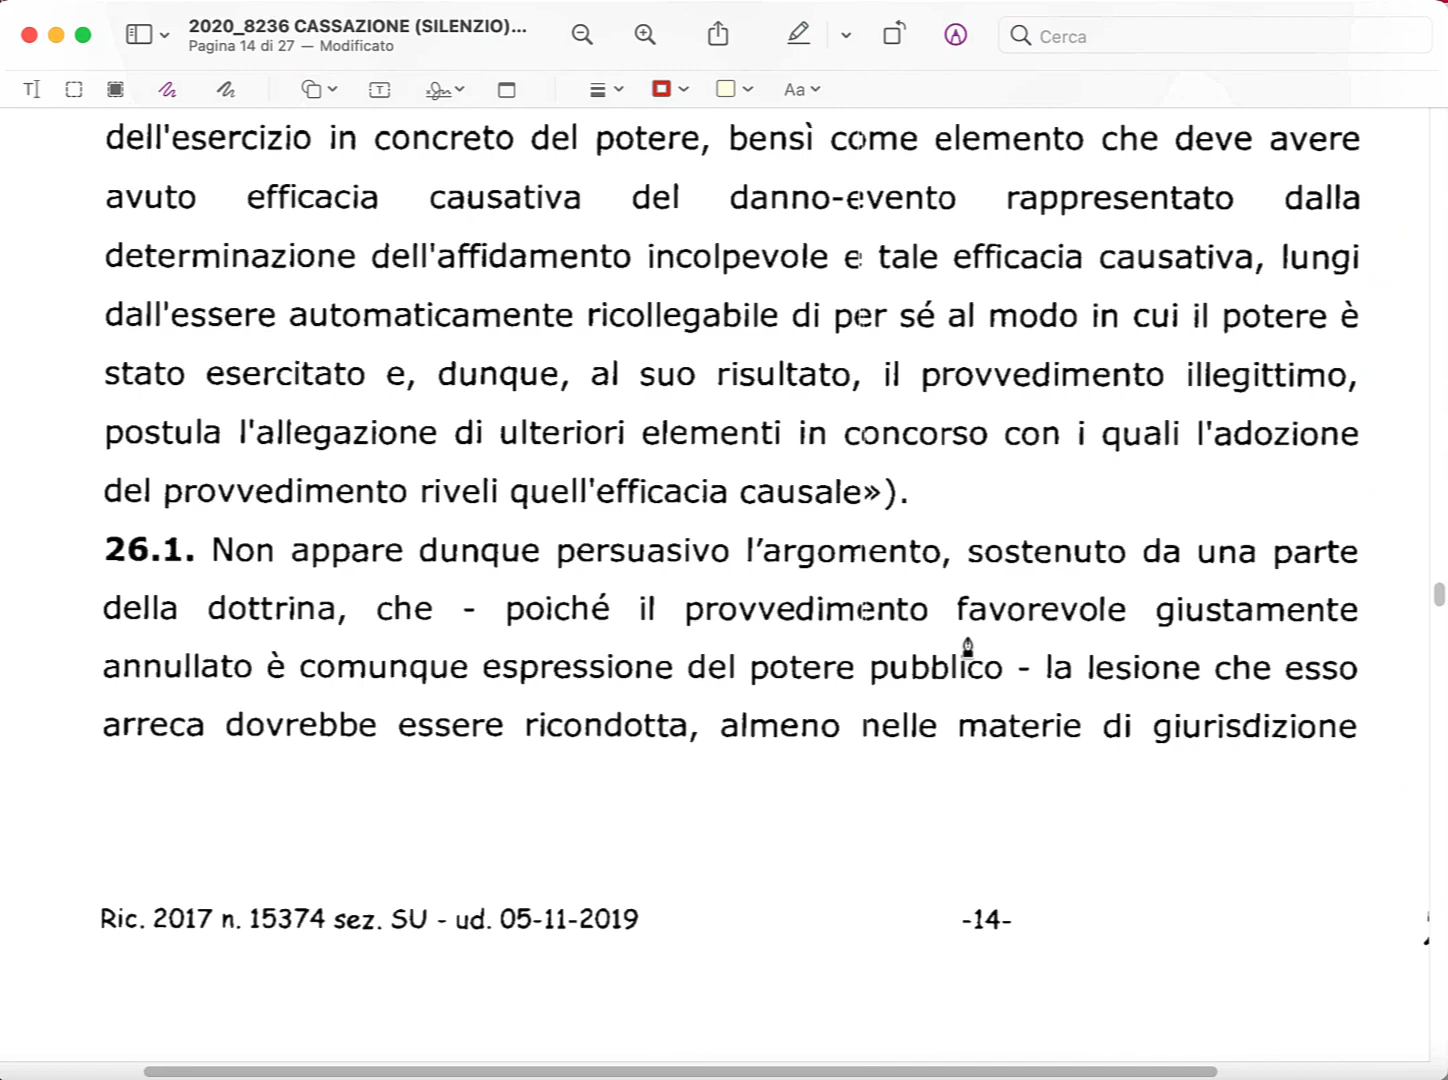 2020_8236 CASSAZIONE (SILENZIO)...
Pagina 14 di 27 — Modificato
Cerca
Aa
dell'esercizio in concreto del potere, bensì come elemento che deve avere
avuto efficacia causativa del danno-evento rappresentato dalla
determinazione dell'affidamento incolpevole e tale efficacia causativa, lungi
dall'essere automaticamente ricollegabile di per sé al modo in cui il potere è
stato esercitato e, dunque, al suo risultato, il provvedimento illegittimo,
postula l'allegazione di ulteriori elementi in concorso con i quali l'adozione
del provvedimento riveli quell'efficacia causale»).
26.1. Non appare dunque persuasivo l’argomento, sostenuto da una parte
della dottrina, che - poiché il provvedimento favorevole giustamente
annullato è comunque espressione del potere pubblico - la lesione che esso
arreca dovrebbe essere ricondotta, almeno nelle materie di giurisdizione
Ric. 2017 n. 15374 sez. SU - ud. 05-11-2019 -14-